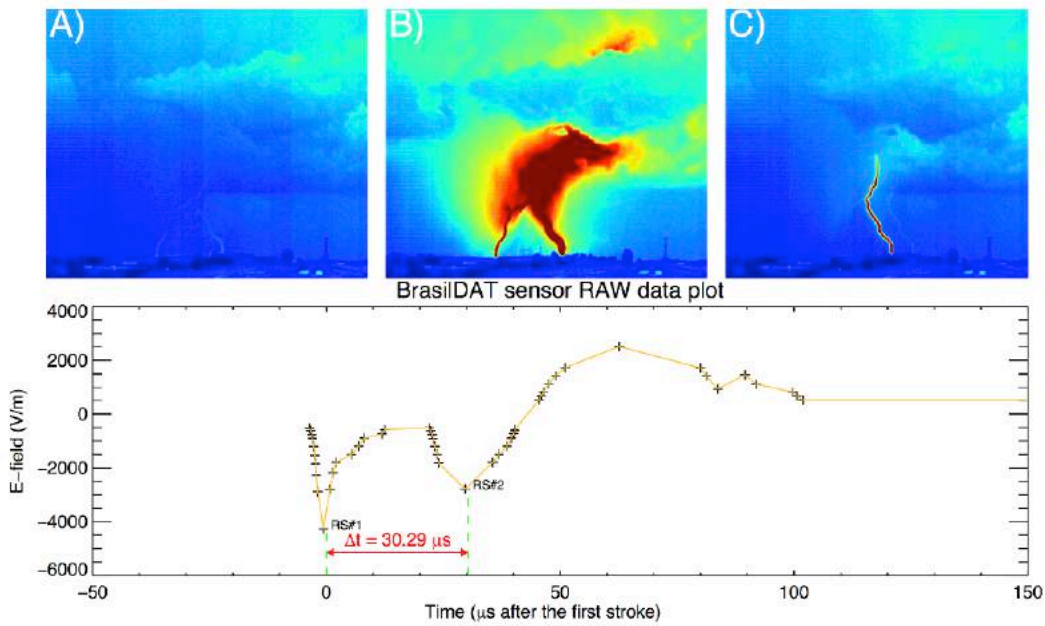 A)
B)
C)
BrasilDAT sensor RAW data plot
4000
2000
0
−2000
−4000
−6000
E−field (V/m)
RS#1
RS#2
Δt = 30.29 μs
−50
0
50
100
150
Time (μs after the first stroke)